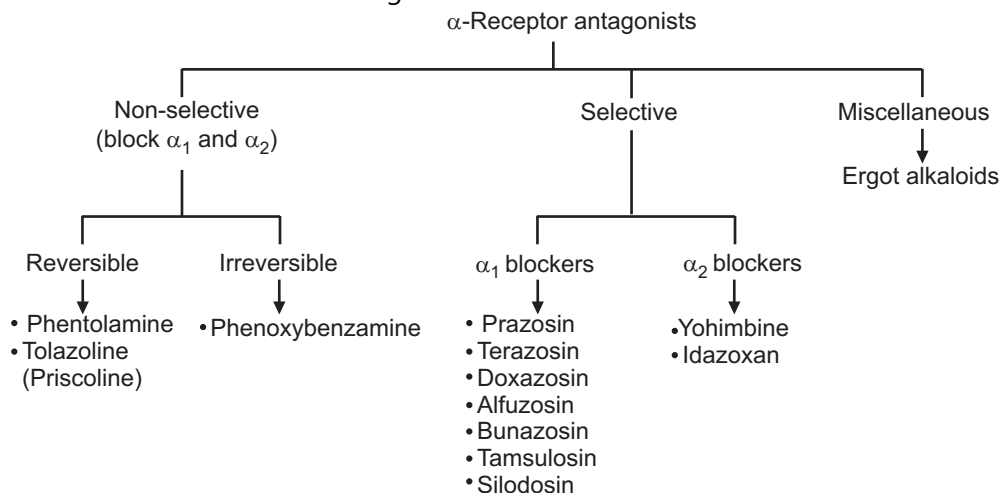 α-Receptor antagonists
Non-selective
(block α₁ and α₂)
Selective
Miscellaneous
Ergot alkaloids
Reversible
Irreversible
α₁ blockers
α₂ blockers
• Phentolamine
• Tolazoline
(Priscoline)
• Phenoxybenzamine
• Prazosin
• Terazosin
• Doxazosin
• Alfuzosin
• Bunazosin
• Tamsulosin
• Silodosin
• Yohimbine
• Idazoxan